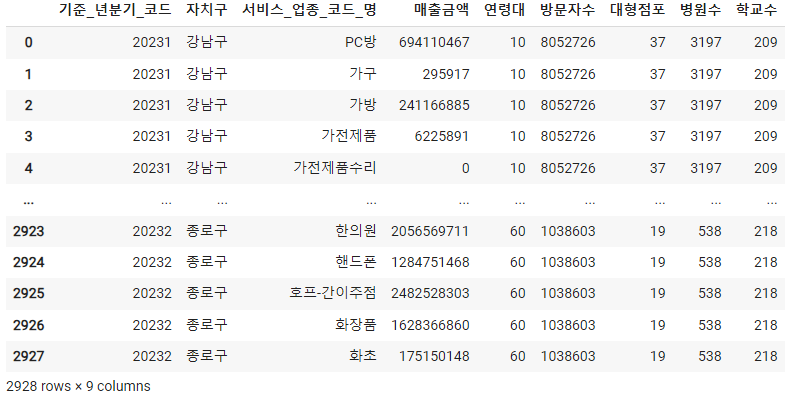 기준_년분기_코드 자치구 서비스_업종_코드_명 매출금액 연령대 방문자수 대형점포 병원수 학교수
0 20231 강남구 PC방 694110467 10 8052726 37 3197 209
1 20231 강남구 가구 295917 10 8052726 37 3197 209
2 20231 강남구 가방 241166885 10 8052726 37 3197 209
3 20231 강남구 가전제품 6225891 10 8052726 37 3197 209
4 20231 강남구 가전제품수리 0 10 8052726 37 3197 209
... ... ... ... ... ... ... ... ... ...
2923 20232 종로구 한의원 2056569711 60 1038603 19 538 218
2924 20232 종로구 핸드폰 1284751468 60 1038603 19 538 218
2925 20232 종로구 호프-간이주점 2482528303 60 1038603 19 538 218
2926 20232 종로구 화장품 1628366860 60 1038603 19 538 218
2927 20232 종로구 화초 175150148 60 1038603 19 538 218
2928 rows × 9 columns